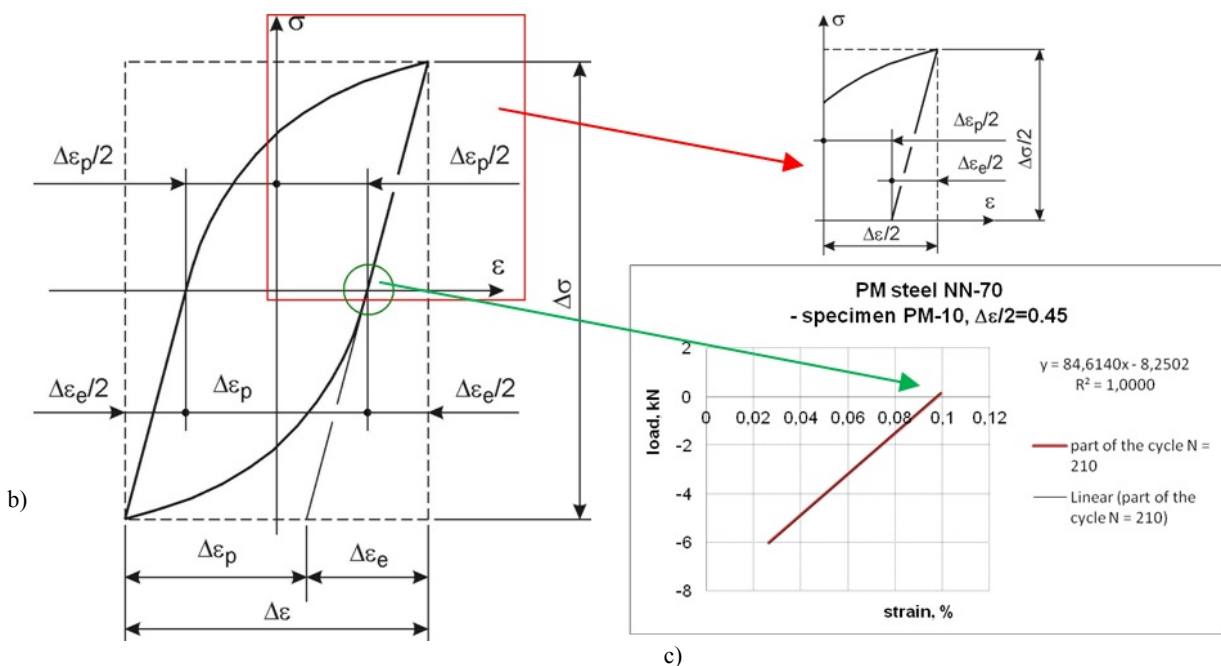 σ
Δεp/2
Δεp/2
ε
Δσ
Δεe/2
Δεp
Δεe/2
b)
Δεp
Δεe
Δε
σ
Δεp/2
Δεe/2
Δσ/2
ε
Δε/2
PM steel NN-70
- specimen PM-10, Δε/2=0.45
2
0
-2
-4
-6
-8
0 0,02 0,04 0,06 0,08 0,1 0,12
load, kN
strain, %
y = 84,6140x - 8,2502
R² = 1,0000
part of the cycle N =
210
Linear (part of the
cycle N = 210)
c)